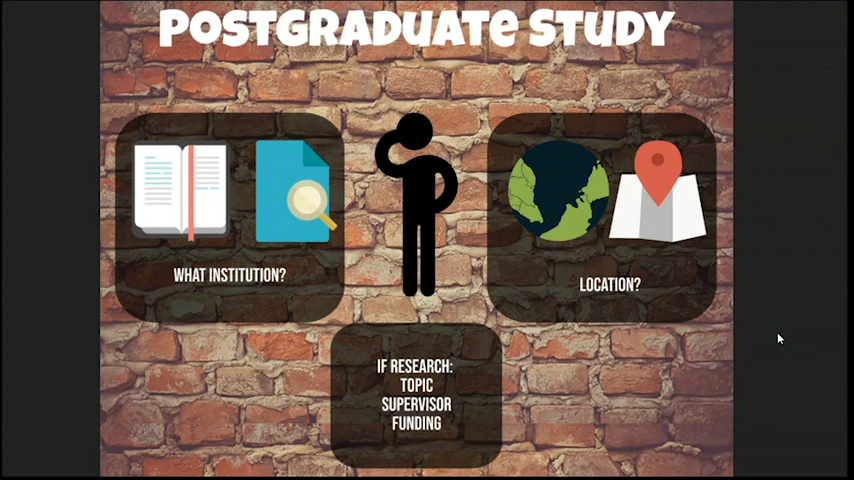 POSTGRADUATE STUDY
WHAT INSTITUTION?
LOCATION?
IF RESEARCH:
TOPIC
SUPERVISOR
FUNDING